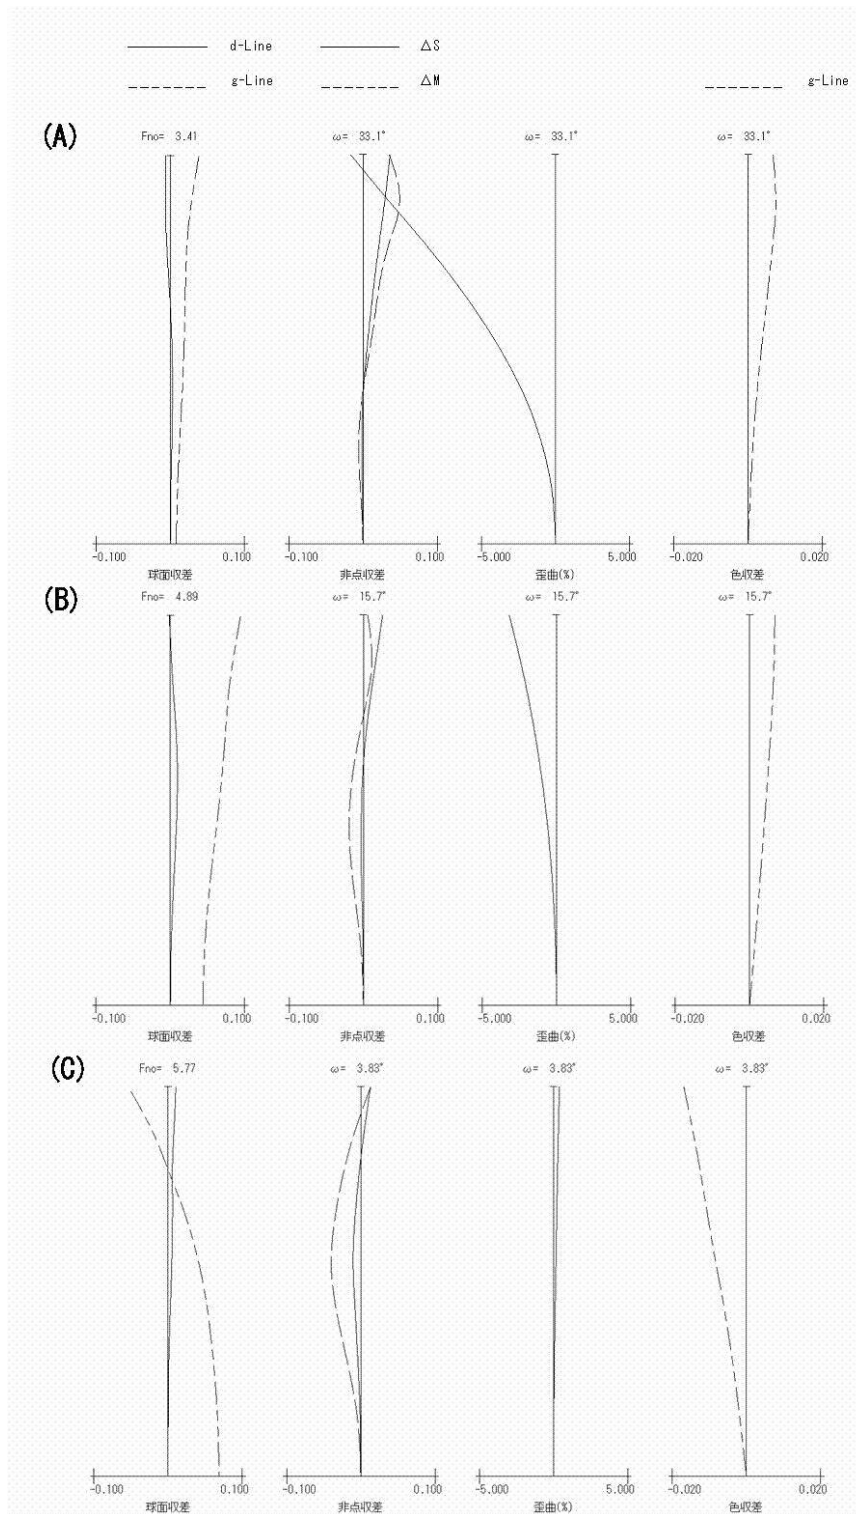 d-Line ΔS
g-Line ΔM g-Line
(A)
Fno= 3.41 ω= 33.1° ω= 33.1° ω= 33.1°
-0.100 0.100 -0.100 0.100 -5.000 5.000 -0.020 0.020
球面収差 非点収差 歪曲(%) 色収差
(B)
Fno= 4.89 ω= 15.7° ω= 15.7° ω= 15.7°
-0.100 0.100 -0.100 0.100 -5.000 5.000 -0.020 0.020
球面収差 非点収差 歪曲(%) 色収差
(C)
Fno= 5.77 ω= 3.83° ω= 3.83° ω= 3.83°
-0.100 0.100 -0.100 0.100 -5.000 5.000 -0.020 0.020
球面収差 非点収差 歪曲(%) 色収差